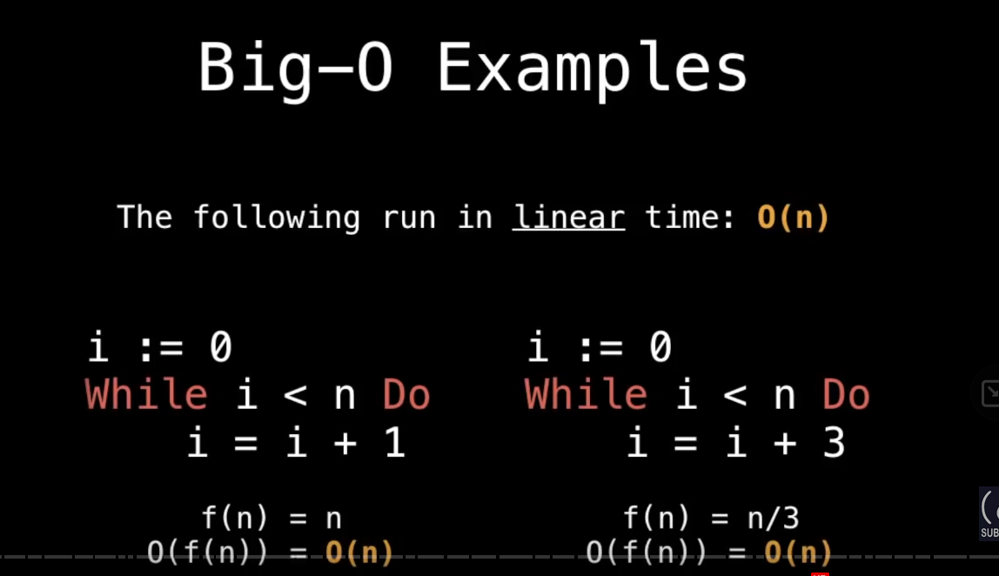 Big-O Examples
The following run in linear time: O(n)
i := 0
While i < n Do
i = i + 1
f(n) = n
O(f(n)) = O(n)
i := 0
While i < n Do
i = i + 3
f(n) = n/3
O(f(n)) = O(n)
SUB